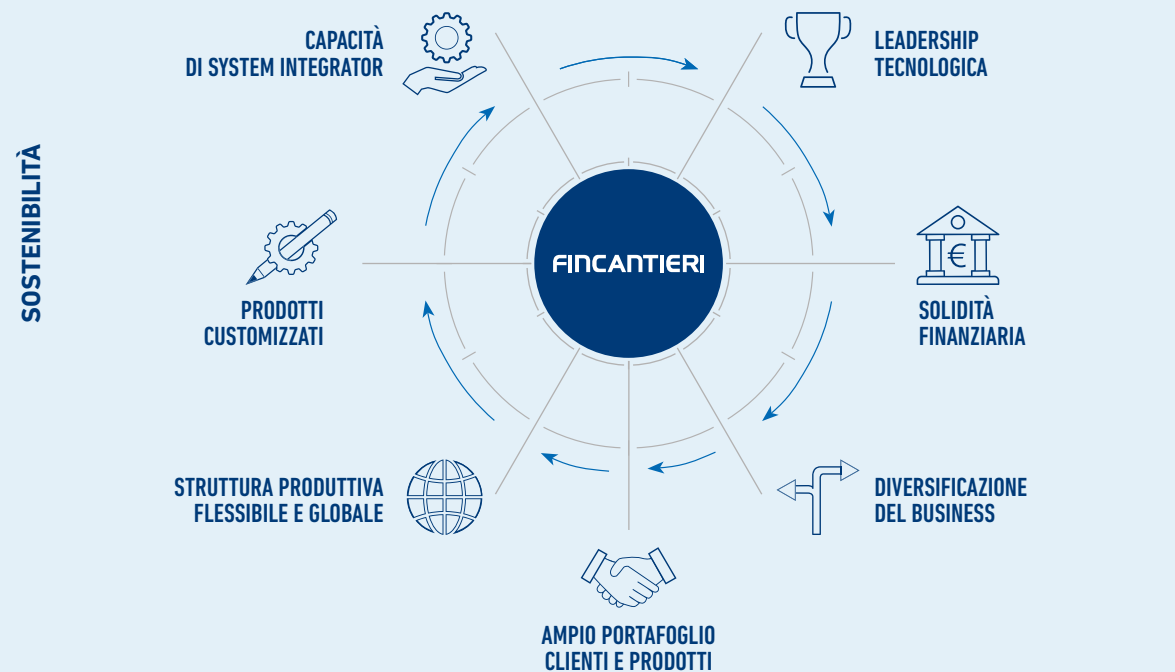 SOSTENIBILITÀ
CAPACITÀ
DI SYSTEM INTEGRATOR
LEADERSHIP
TECNOLOGICA
FINCANTIERI
€
PRODOTTI
CUSTOMIZZATI
SOLIDITÀ
FINANZIARIA
STRUTTURA PRODUTTIVA
FLESSIBILE E GLOBALE
DIVERSIFICAZIONE
DEL BUSINESS
AMPIO PORTAFOGLIO
CLIENTI E PRODOTTI